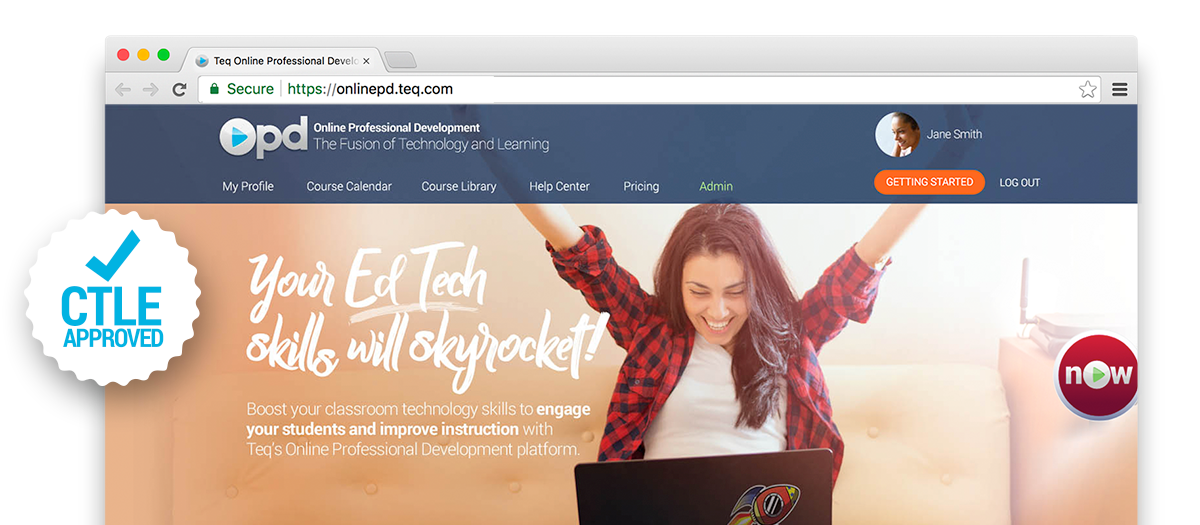 Teq Online Professional Develo
Secure https://onlinepd.teq.com
opd
Online Professional Development
The Fusion of Technology and Learning
Jane Smith
My Profile Course Calendar Course Library Help Center Pricing Admin
GETTING STARTED LOG OUT
CTLE
APPROVED
Your Ed Tech
skills will skyrocket!
now
Boost your classroom technology skills to engage
your students and improve instruction with
Teq's Online Professional Development platform.